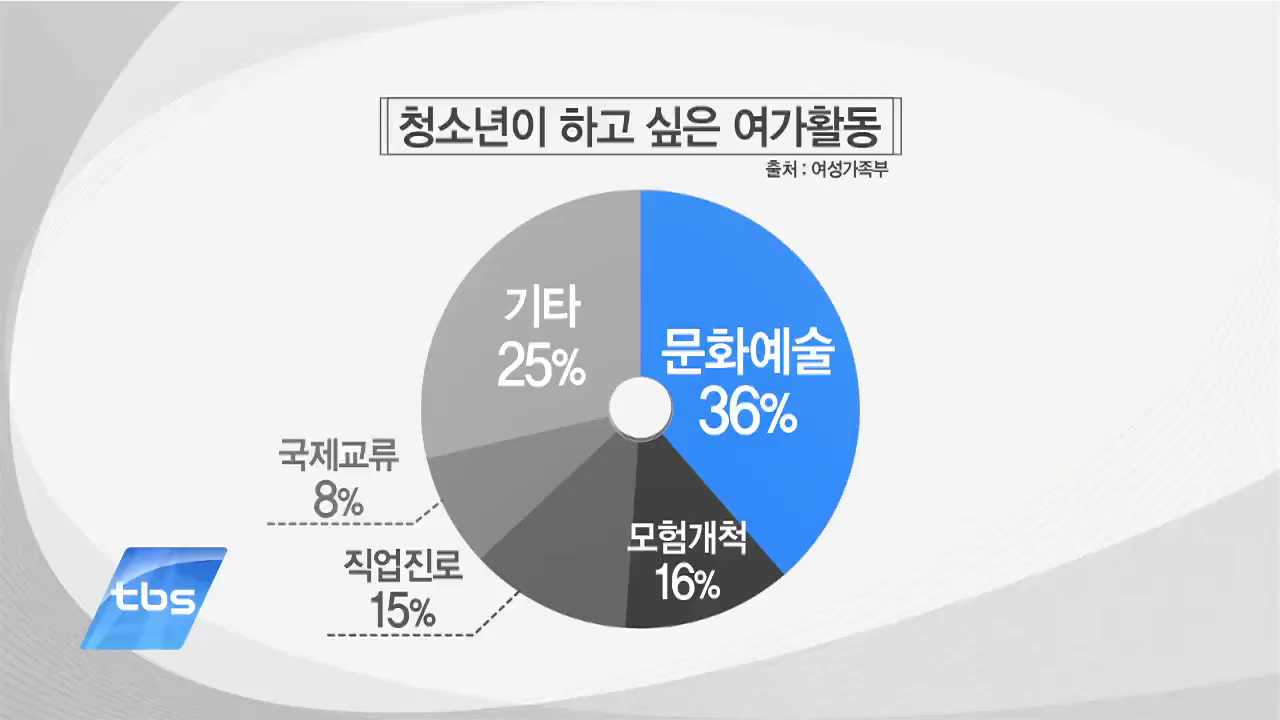 청소년이 하고 싶은 여가활동
출처 : 여성가족부
기타
25%
문화예술
36%
국제교류
8%
직업진로
15%
모험개척
16%
tbs